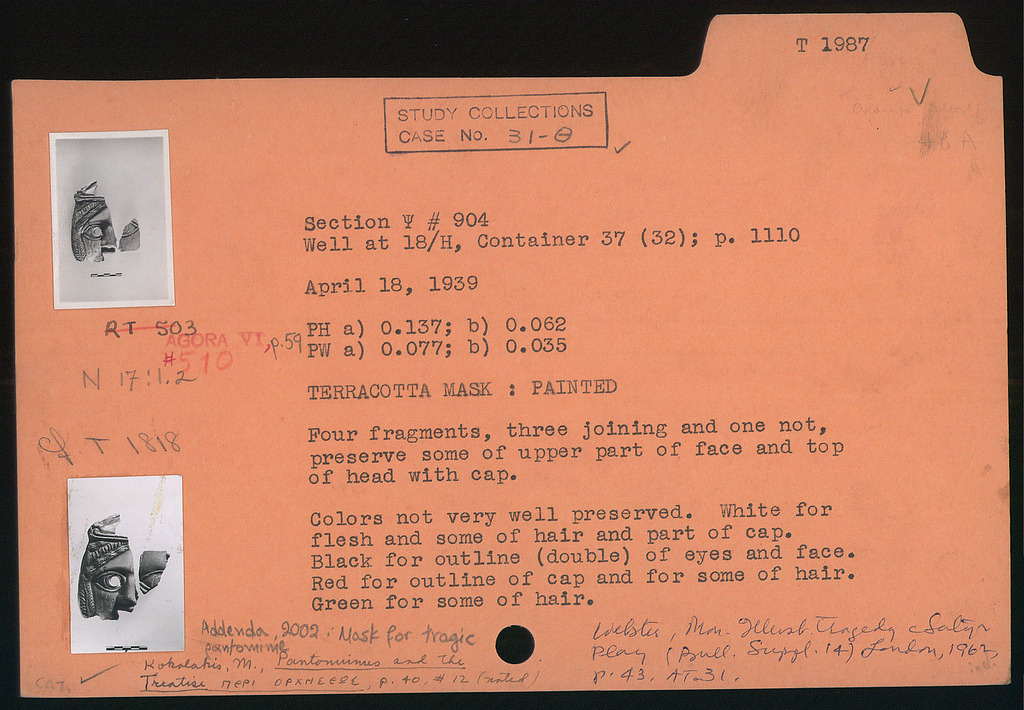 T 1987
STUDY COLLECTIONS
CASE No. 31-θ
Section Ψ # 904
Well at 18/H, Container 37 (32); p. 1110
April 18, 1939
RT 503
AGORA VI, p.59
#510
N 17:1.2
PH a) 0.137; b) 0.062
PW a) 0.077; b) 0.035
TERRACOTTA MASK : PAINTED
Cf. T 1818
Four fragments, three joining and one not,
preserve some of upper part of face and top
of head with cap.
Colors not very well preserved. White for
flesh and some of hair and part of cap.
Black for outline (double) of eyes and face.
Red for outline of cap and for some of hair.
Green for some of hair.
Addenda, 2002: Mask for tragic
pantomime
Kokolakis, M., Pantomimus and the
Treatise ΠΕΡΙ ΟΡΧΗΣΕΩΣ, p. 40, # 12 (noted)
CAT.
Webster, Mon. Illust. Tragedy & Satyr
Play (Bull. Suppl. 14) London, 1962,
p. 43, AT 31.